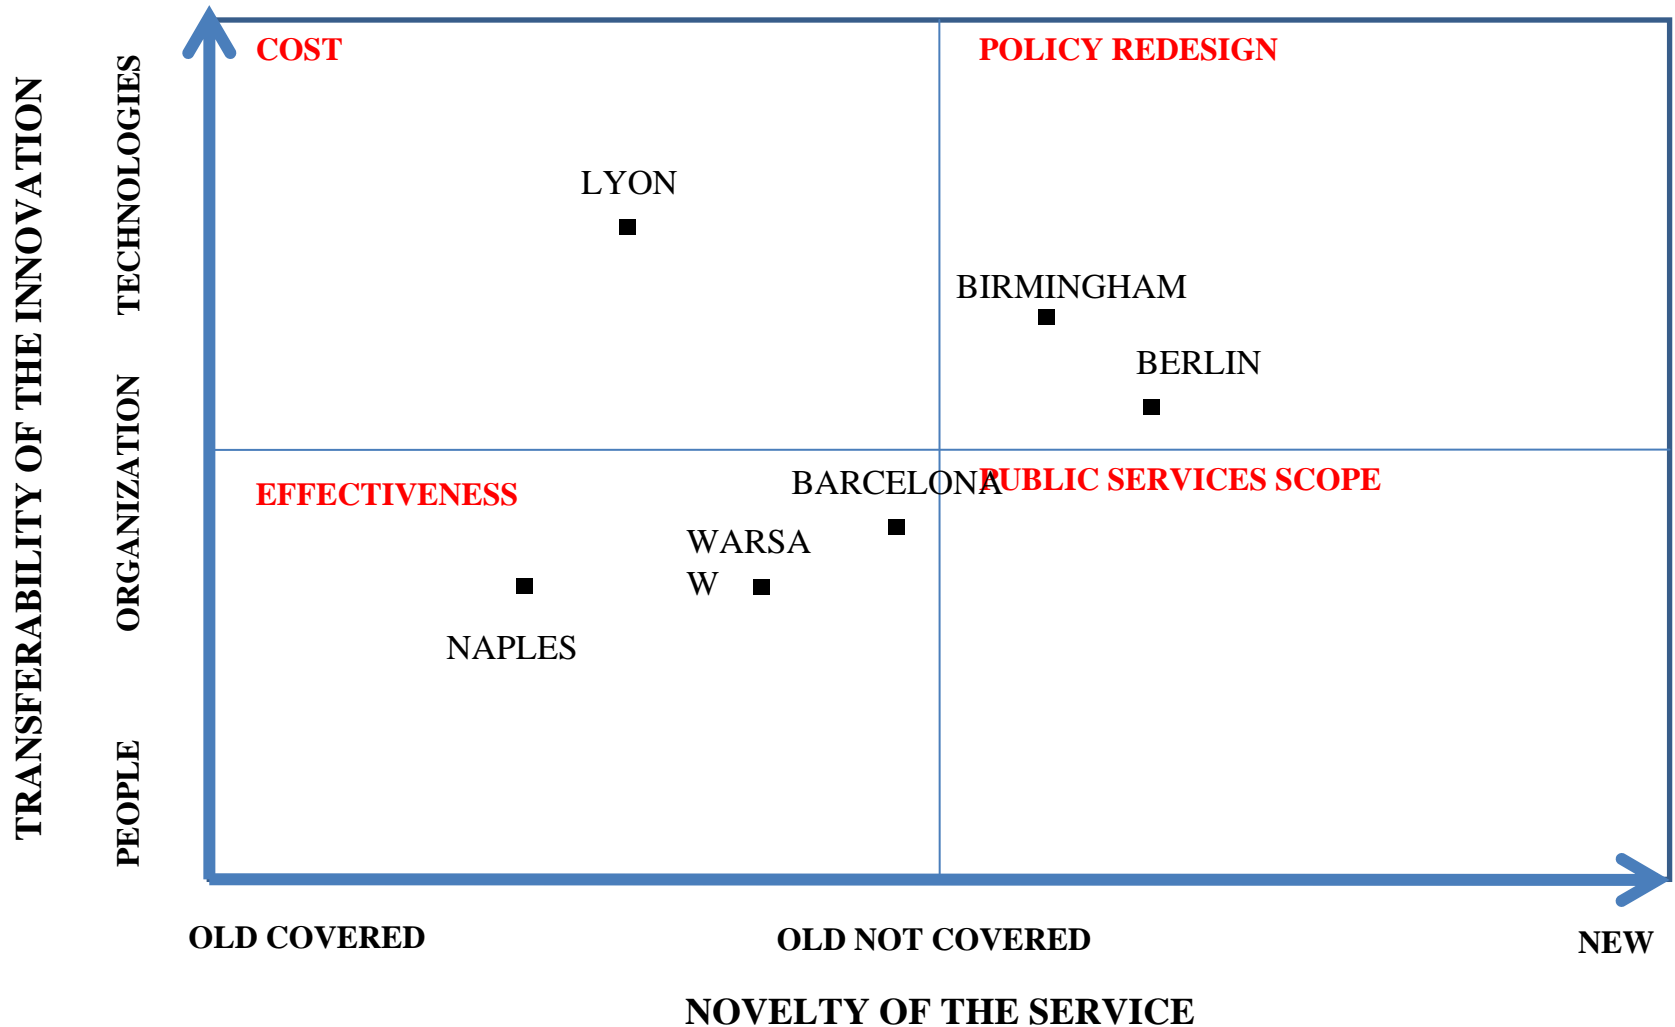 TRANSFERABILITY OF THE INNOVATION
TECHNOLOGIES
ORGANIZATION
PEOPLE
COST
POLICY REDESIGN
LYON
BIRMINGHAM
BERLIN
EFFECTIVENESS
BARCELONA
PUBLIC SERVICES SCOPE
WARSA
W
NAPLES
OLD COVERED
OLD NOT COVERED
NEW
NOVELTY OF THE SERVICE